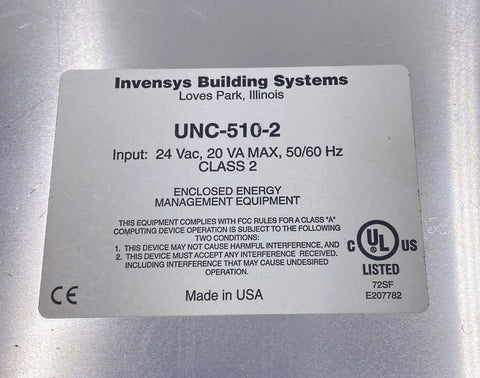 Invensys Building Systems
Loves Park, Illinois
UNC-510-2
Input: 24 Vac, 20 VA MAX, 50/60 Hz
CLASS 2
ENCLOSED ENERGY
MANAGEMENT EQUIPMENT
THIS EQUIPMENT COMPLIES WITH FCC RULES FOR A CLASS "A"
COMPUTING DEVICE OPERATION IS SUBJECT TO THE FOLLOWING
TWO CONDITIONS:
1. THIS DEVICE MAY NOT CAUSE HARMFUL INTERFERENCE, AND
2. THIS DEVICE MUST ACCEPT ANY INTERFERENCE RECEIVED,
INCLUDING INTERFERENCE THAT MAY CAUSE UNDESIRED
OPERATION.
C UL US
LISTED
72SF
E207782
CE
Made in USA